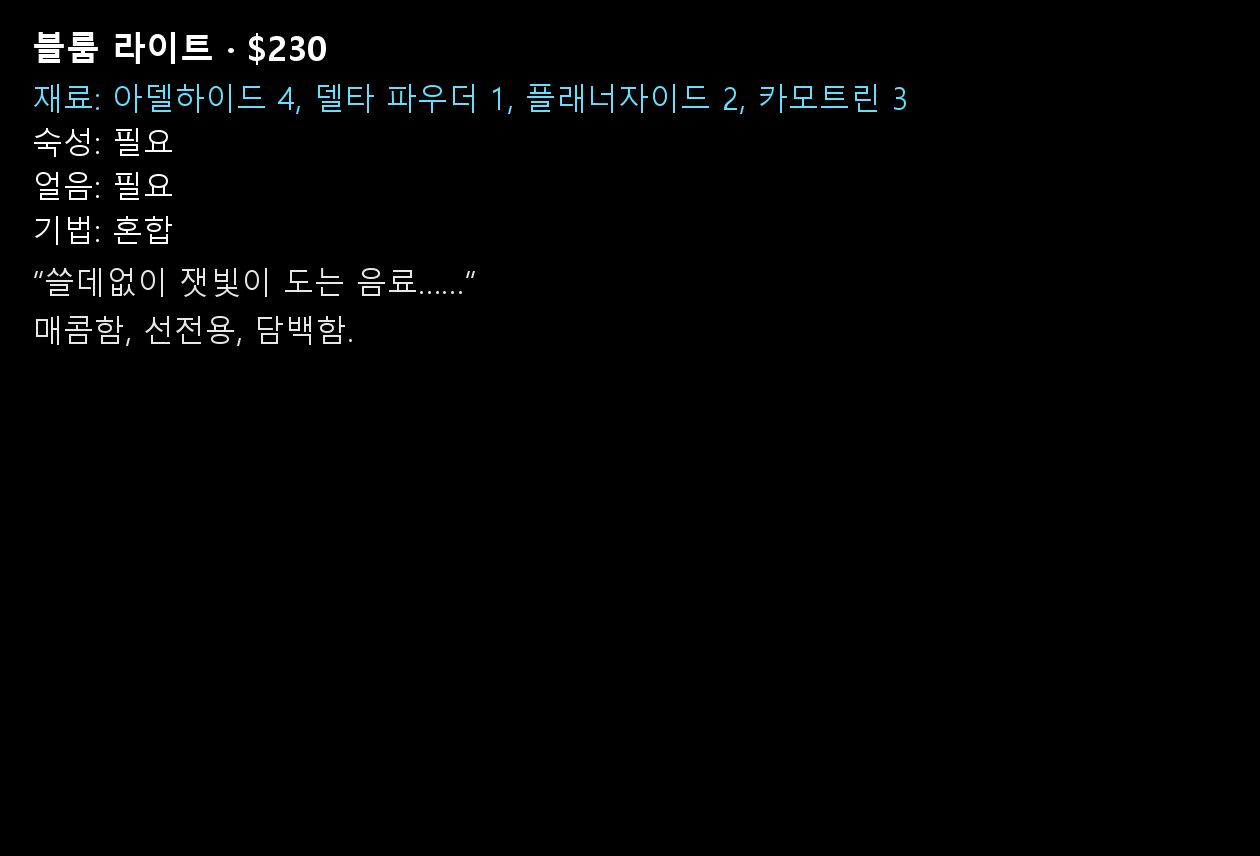 블룸 라이트 · $230
재료: 아델하이드 4, 델타 파우더 1, 플래너자이드 2, 카모트린 3
숙성: 필요
얼음: 필요
기법: 혼합
"쓸데없이 잿빛이 도는 음료……"
매콤함, 선전용, 담백함.